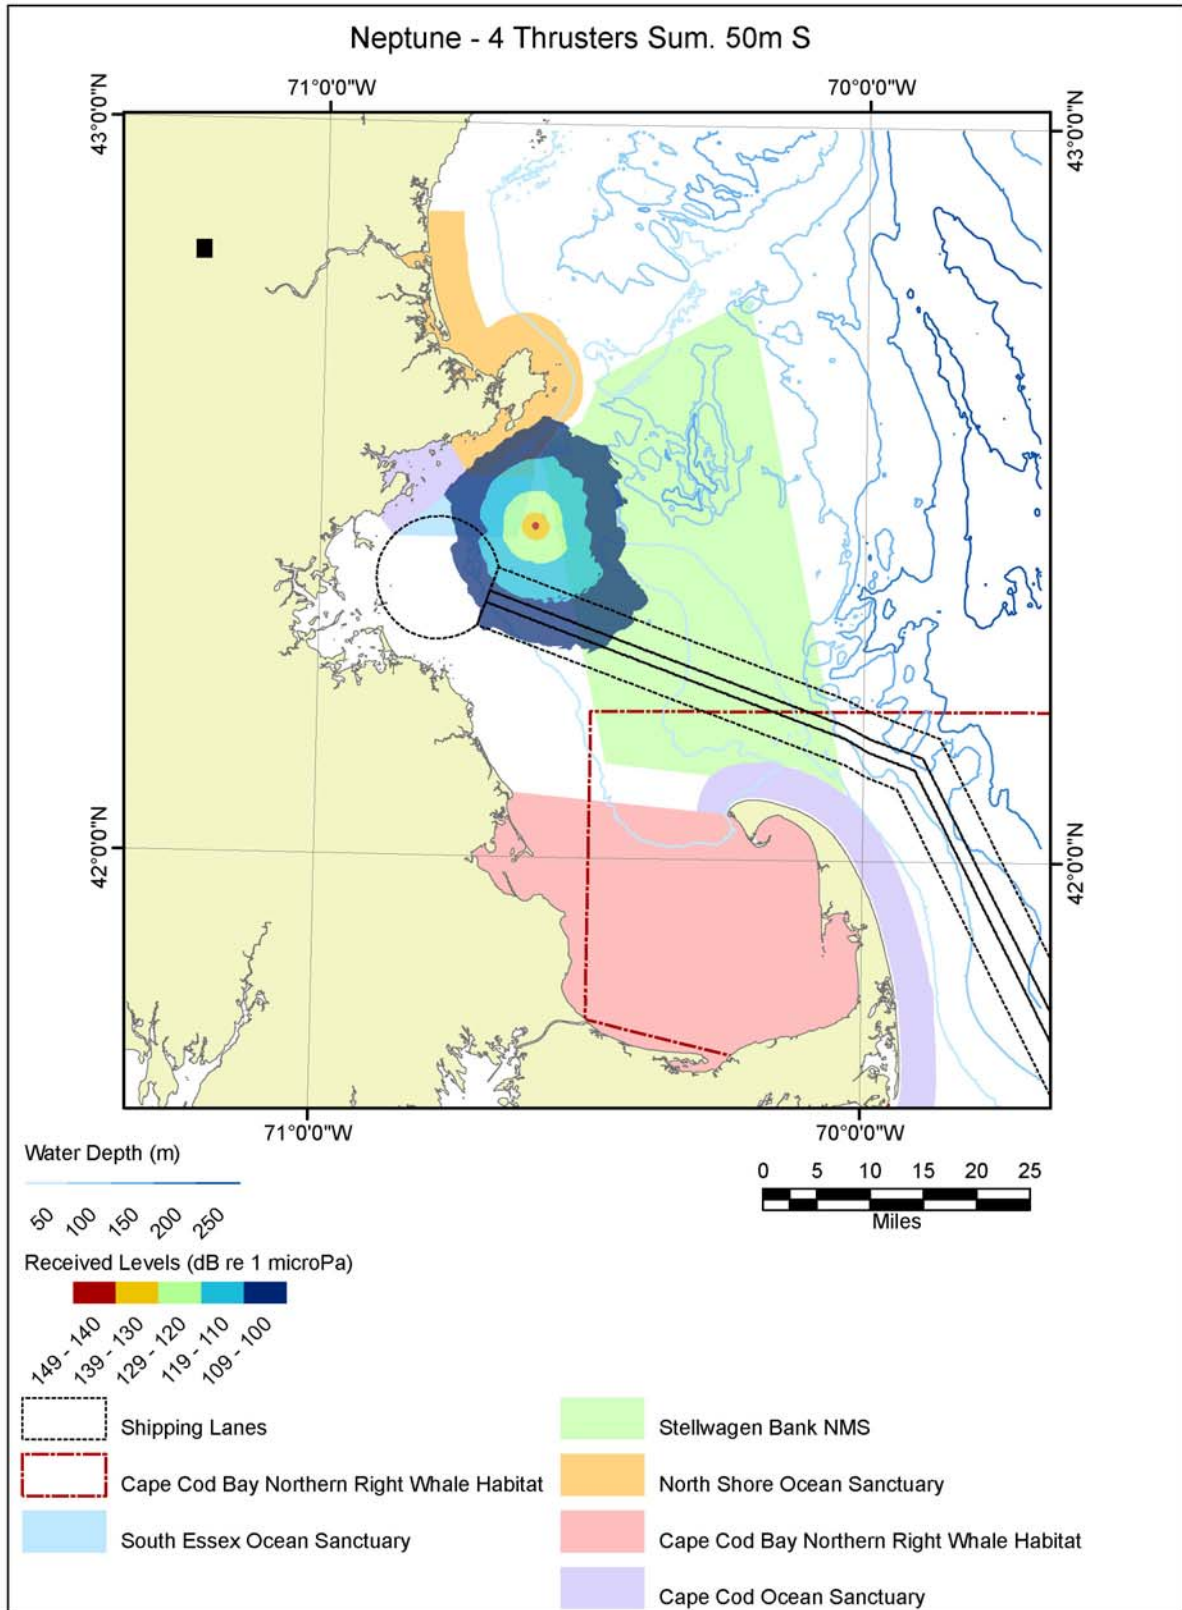 Neptune - 4 Thrusters Sum. 50m S
71°0'0"W
70°0'0"W
43°0'0"N
43°0'0"N
42°0'0"N
42°0'0"N
71°0'0"W
70°0'0"W
Water Depth (m)
50 100 150 200 250
0 5 10 15 20 25
Miles
Received Levels (dB re 1 microPa)
149 - 140 139 - 130 129 - 120 119 - 110 109 - 100
Shipping Lanes
Stellwagen Bank NMS
Cape Cod Bay Northern Right Whale Habitat
North Shore Ocean Sanctuary
South Essex Ocean Sanctuary
Cape Cod Bay Northern Right Whale Habitat
Cape Cod Ocean Sanctuary